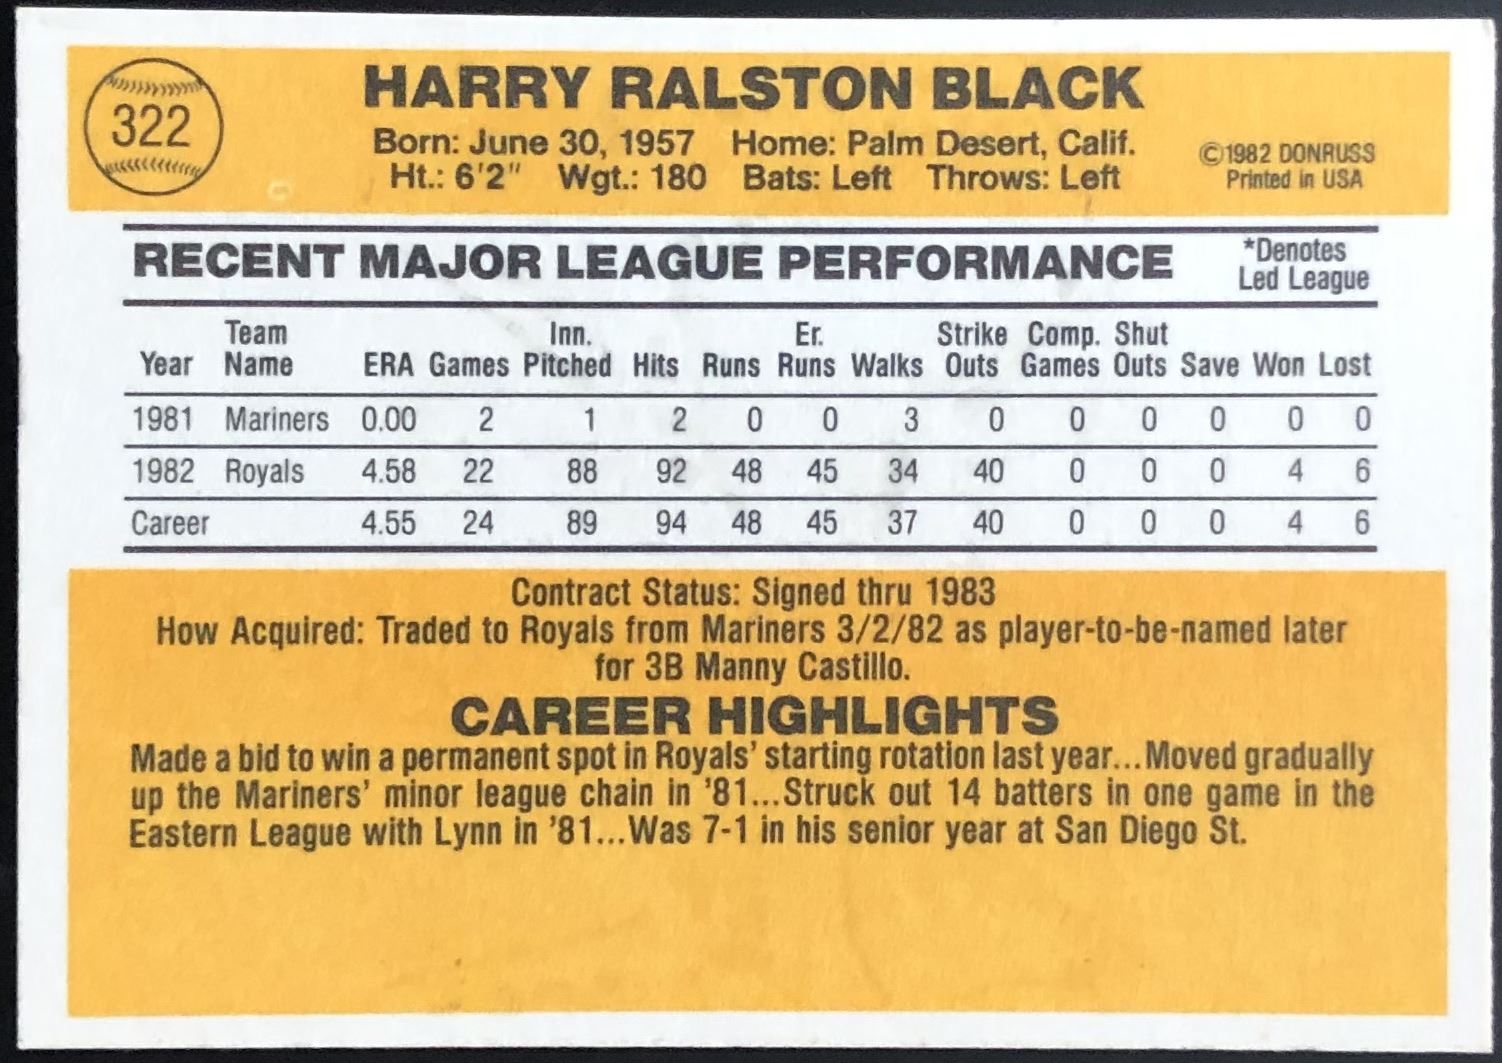 322
HARRY RALSTON BLACK
Born: June 30, 1957 Home: Palm Desert, Calif.
Ht.: 6'2" Wgt.: 180 Bats: Left Throws: Left
©1982 DONRUSS
Printed in USA
RECENT MAJOR LEAGUE PERFORMANCE
*Denotes
Led League
Team Inn. Er. Strike Comp. Shut
Year Name ERA Games Pitched Hits Runs Runs Walks Outs Games Outs Save Won Lost
1981 Mariners 0.00 2 1 2 0 0 3 0 0 0 0 0 0
1982 Royals 4.58 22 88 92 48 45 34 40 0 0 0 4 6
Career 4.55 24 89 94 48 45 37 40 0 0 0 4 6
Contract Status: Signed thru 1983
How Acquired: Traded to Royals from Mariners 3/2/82 as player-to-be-named later
for 3B Manny Castillo.
CAREER HIGHLIGHTS
Made a bid to win a permanent spot in Royals' starting rotation last year...Moved gradually
up the Mariners' minor league chain in '81...Struck out 14 batters in one game in the
Eastern League with Lynn in '81...Was 7-1 in his senior year at San Diego St.